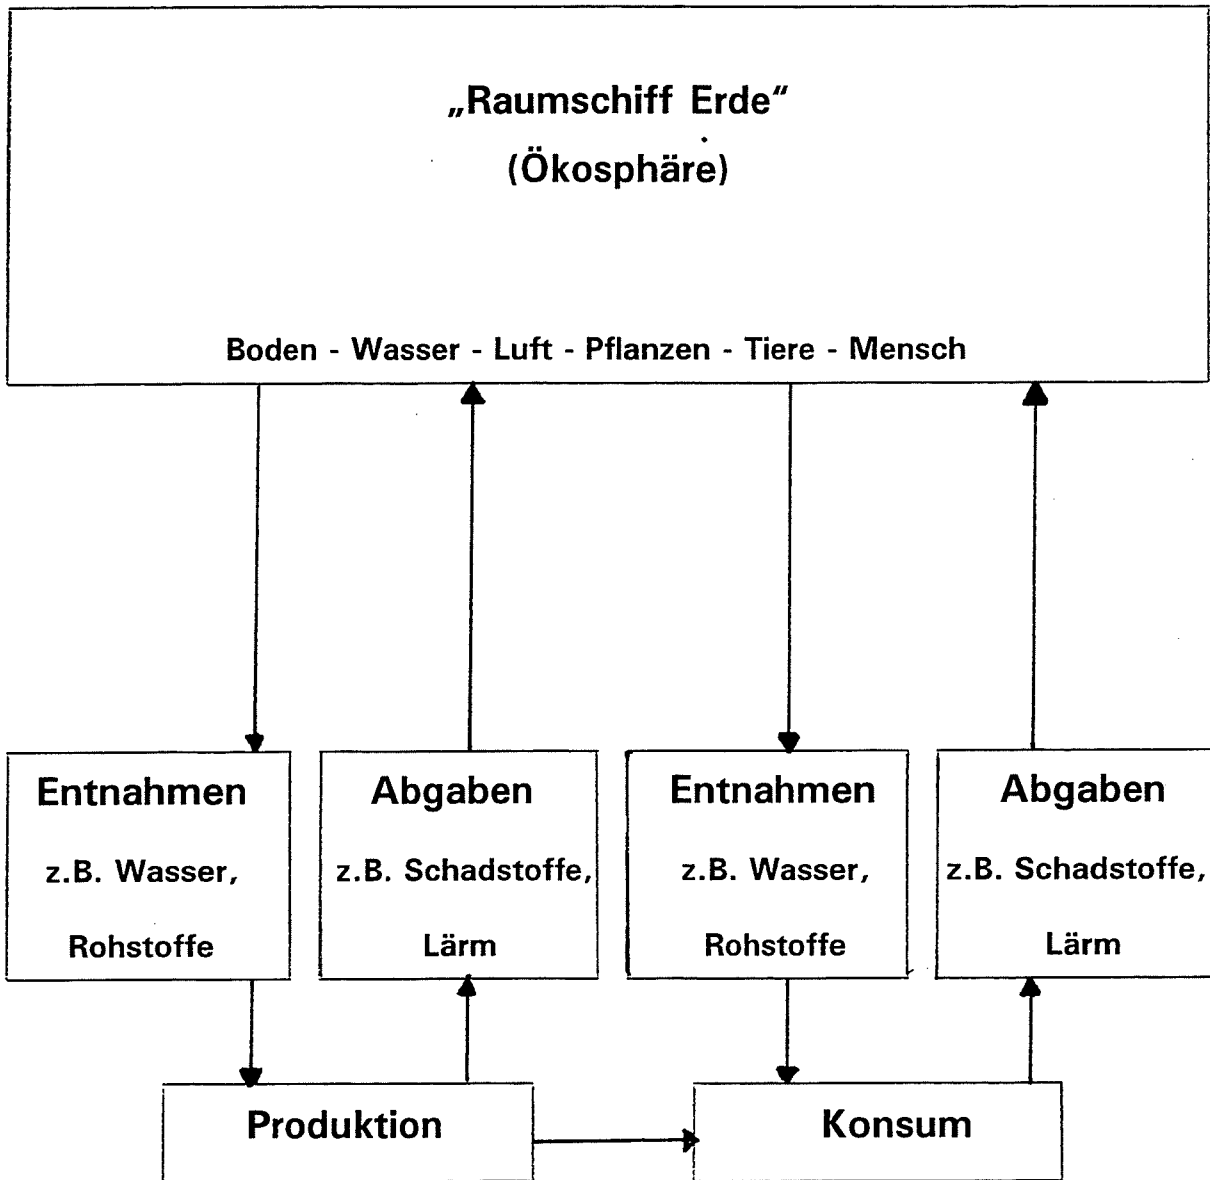 „Raumschiff Erde“
(Ökosphäre)
Boden - Wasser - Luft - Pflanzen - Tiere - Mensch
Entnahmen
z.B. Wasser,
Rohstoffe
Abgaben
z.B. Schadstoffe,
Lärm
Entnahmen
z.B. Wasser,
Rohstoffe
Abgaben
z.B. Schadstoffe,
Lärm
Produktion
Konsum